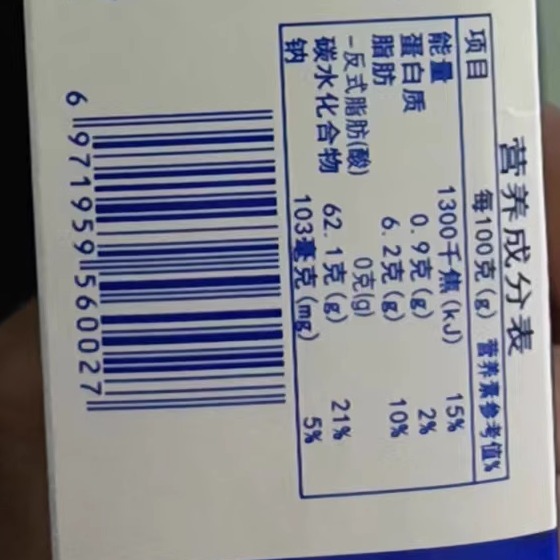 营养成分表
项目 每100克(g) 营养素参考值%
能量 1300千焦(kJ) 15%
蛋白质 0.9克(g) 2%
脂肪 6.2克(g) 10%
-反式脂肪(酸) 0克(g)
碳水化合物 62.1克(g) 21%
钠 103毫克(mg) 5%
6 971959 560027